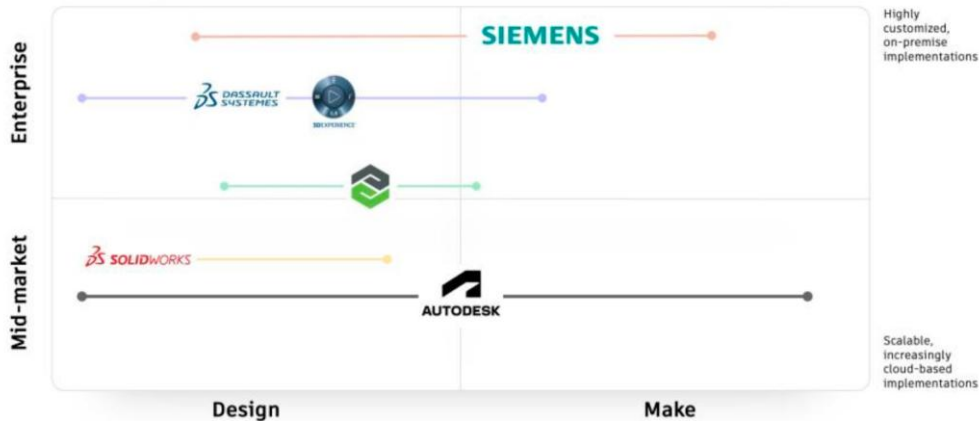 Highly
customized,
on-premise
implementations
SIEMENS
Enterprise
DASSAULT
SYSTEMES
3DEXPERIENCE
Mid-market
SOLIDWORKS
AUTODESK
Scalable,
increasingly
cloud-based
implementations
Design
Make